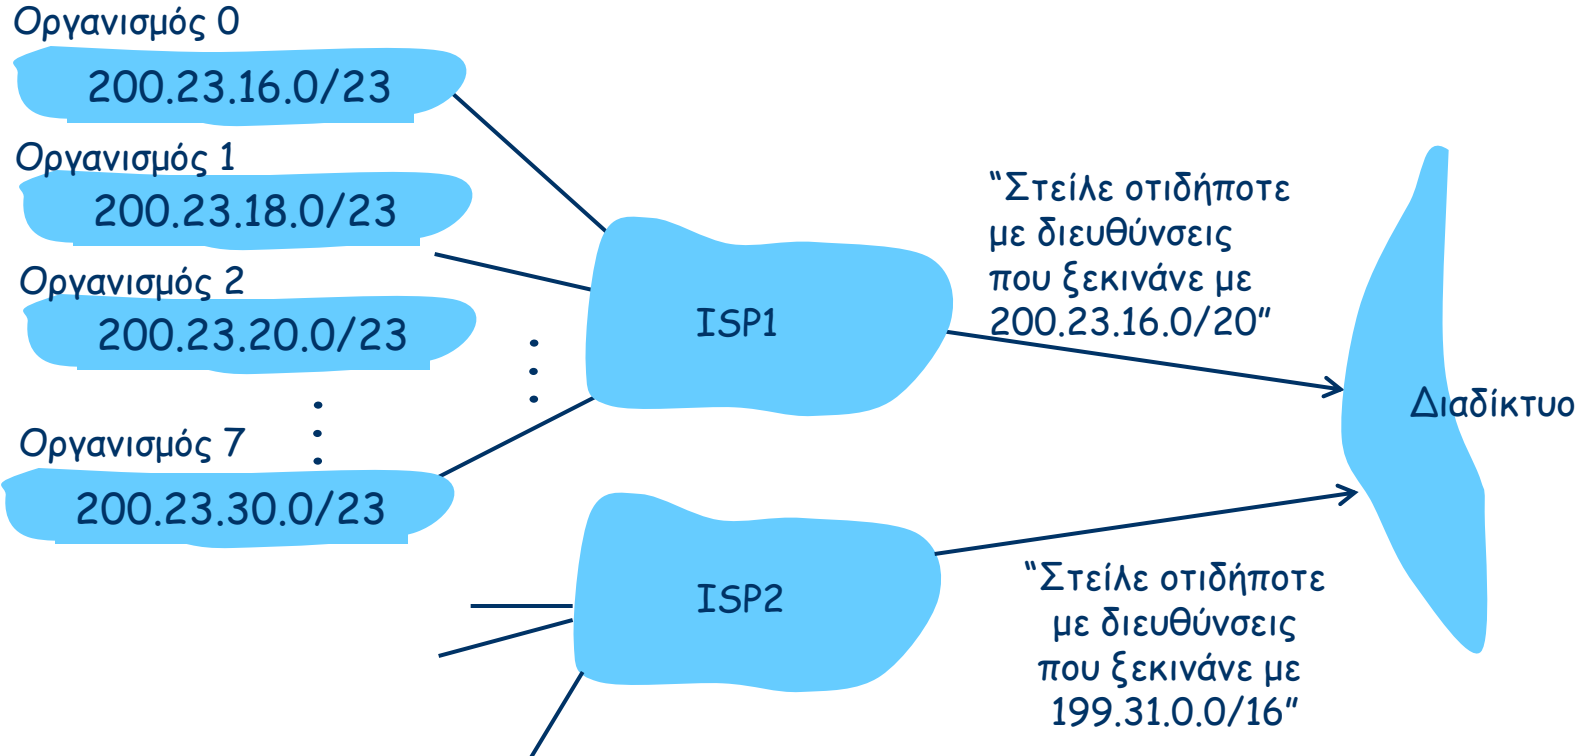 Οργανισμός 0
200.23.16.0/23
Οργανισμός 1
200.23.18.0/23
Οργανισμός 2
200.23.20.0/23
Οργανισμός 7
200.23.30.0/23
ISP1
"Στείλε οτιδήποτε
με διευθύνσεις
που ξεκινάνε με
200.23.16.0/20"
Διαδίκτυο
ISP2
"Στείλε οτιδήποτε
με διευθύνσεις
που ξεκινάνε με
199.31.0.0/16"